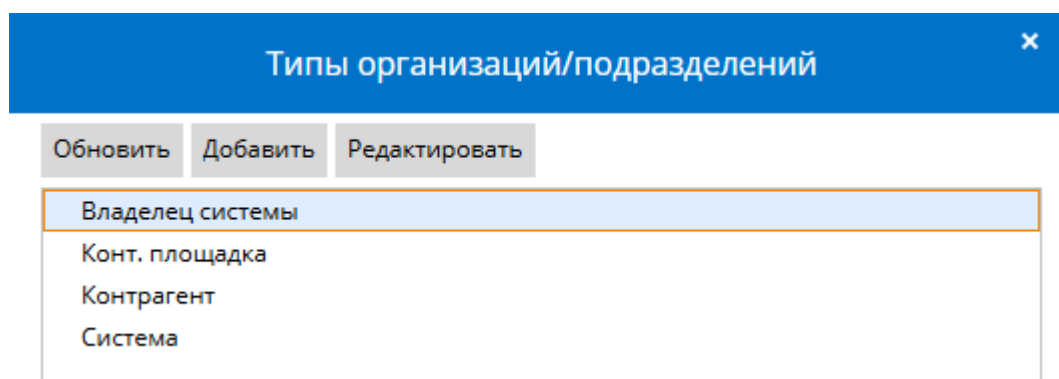 Типы организаций/подразделений
×
Обновить Добавить Редактировать
Владелец системы
Конт. площадка
Контрагент
Система